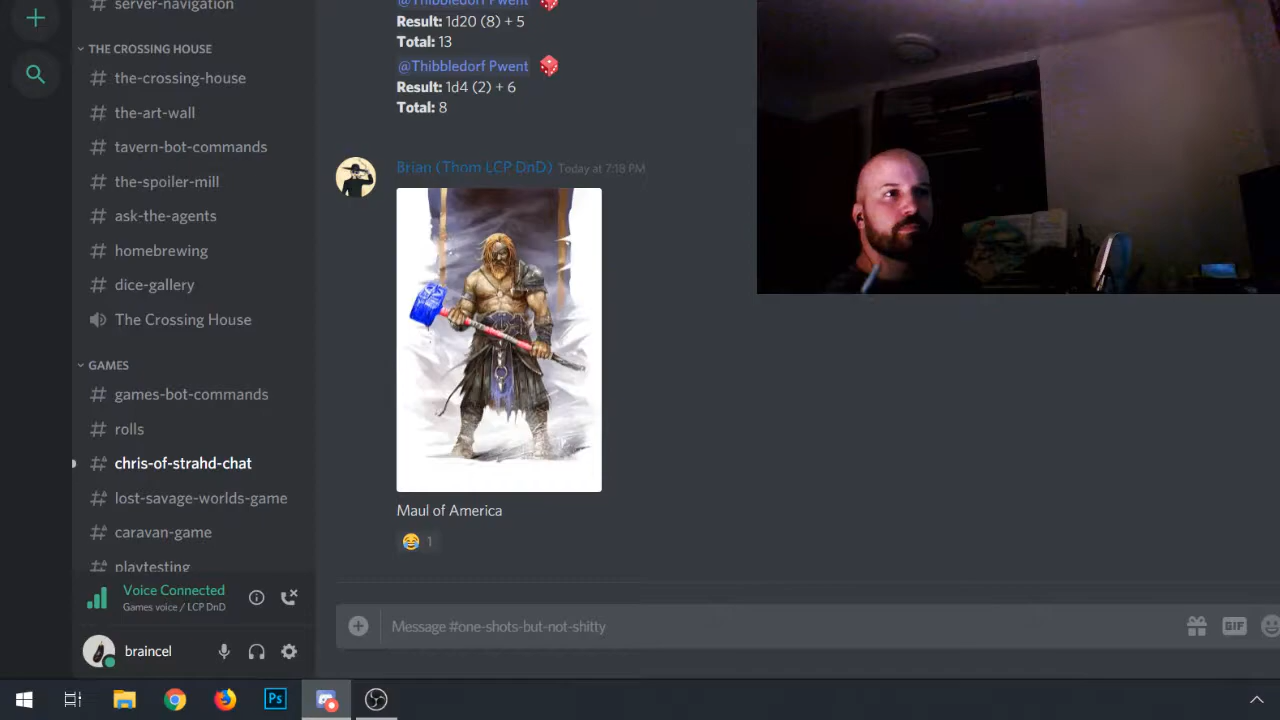 server-navigation
THE CROSSING HOUSE
the-crossing-house
the-art-wall
tavern-bot-commands
the-spoiler-mill
ask-the-agents
homebrewing
dice-gallery
The Crossing House
GAMES
games-bot-commands
rolls
chris-of-strahd-chat
lost-savage-worlds-game
caravan-game
playtesting
Voice Connected
Games voice / LCP DnD
braincel
@Thibbledorf Pwent
Result: 1d20 (8) + 5
Total: 13
@Thibbledorf Pwent
Result: 1d4 (2) + 6
Total: 8
Brian (Thom LCP DnD) Today at 7:18 PM
Maul of America
1
Message #one-shots-but-not-shitty
GIF
Ps